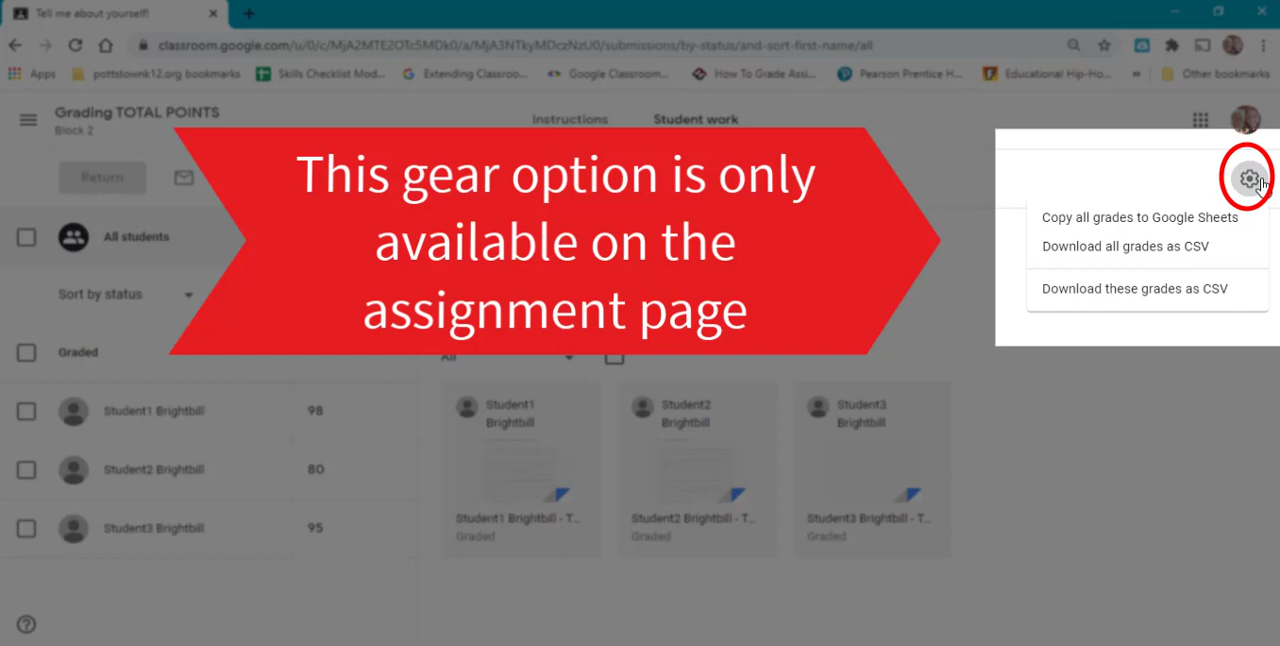 Tell me about yourself!
classroom.google.com/u/0/c/MjA2MTE2OTc5MDk0/a/MjA3NTkyMDczNzU0/submissions/by-status/and-sort-first-name/all
Apps pottstownk12.org bookmarks Skills Checklist Mod... Extending Classroo... Google Classroom... How To Grade Assi... Pearson Prentice H... Educational Hip-Ho... » Other bookmarks
Grading TOTAL POINTS
Block 2
Instructions Student work
Return
This gear option is only
available on the
assignment page
Copy all grades to Google Sheets
Download all grades as CSV
Download these grades as CSV
All students
Sort by status
Graded
All
Student1 Brightbill 98
Student2 Brightbill 80
Student3 Brightbill 95
Student1
Brightbill
Student1 Brightbill - T...
Graded
Student2
Brightbill
Student2 Brightbill - T...
Graded
Student3
Brightbill
Student3 Brightbill - T...
Graded